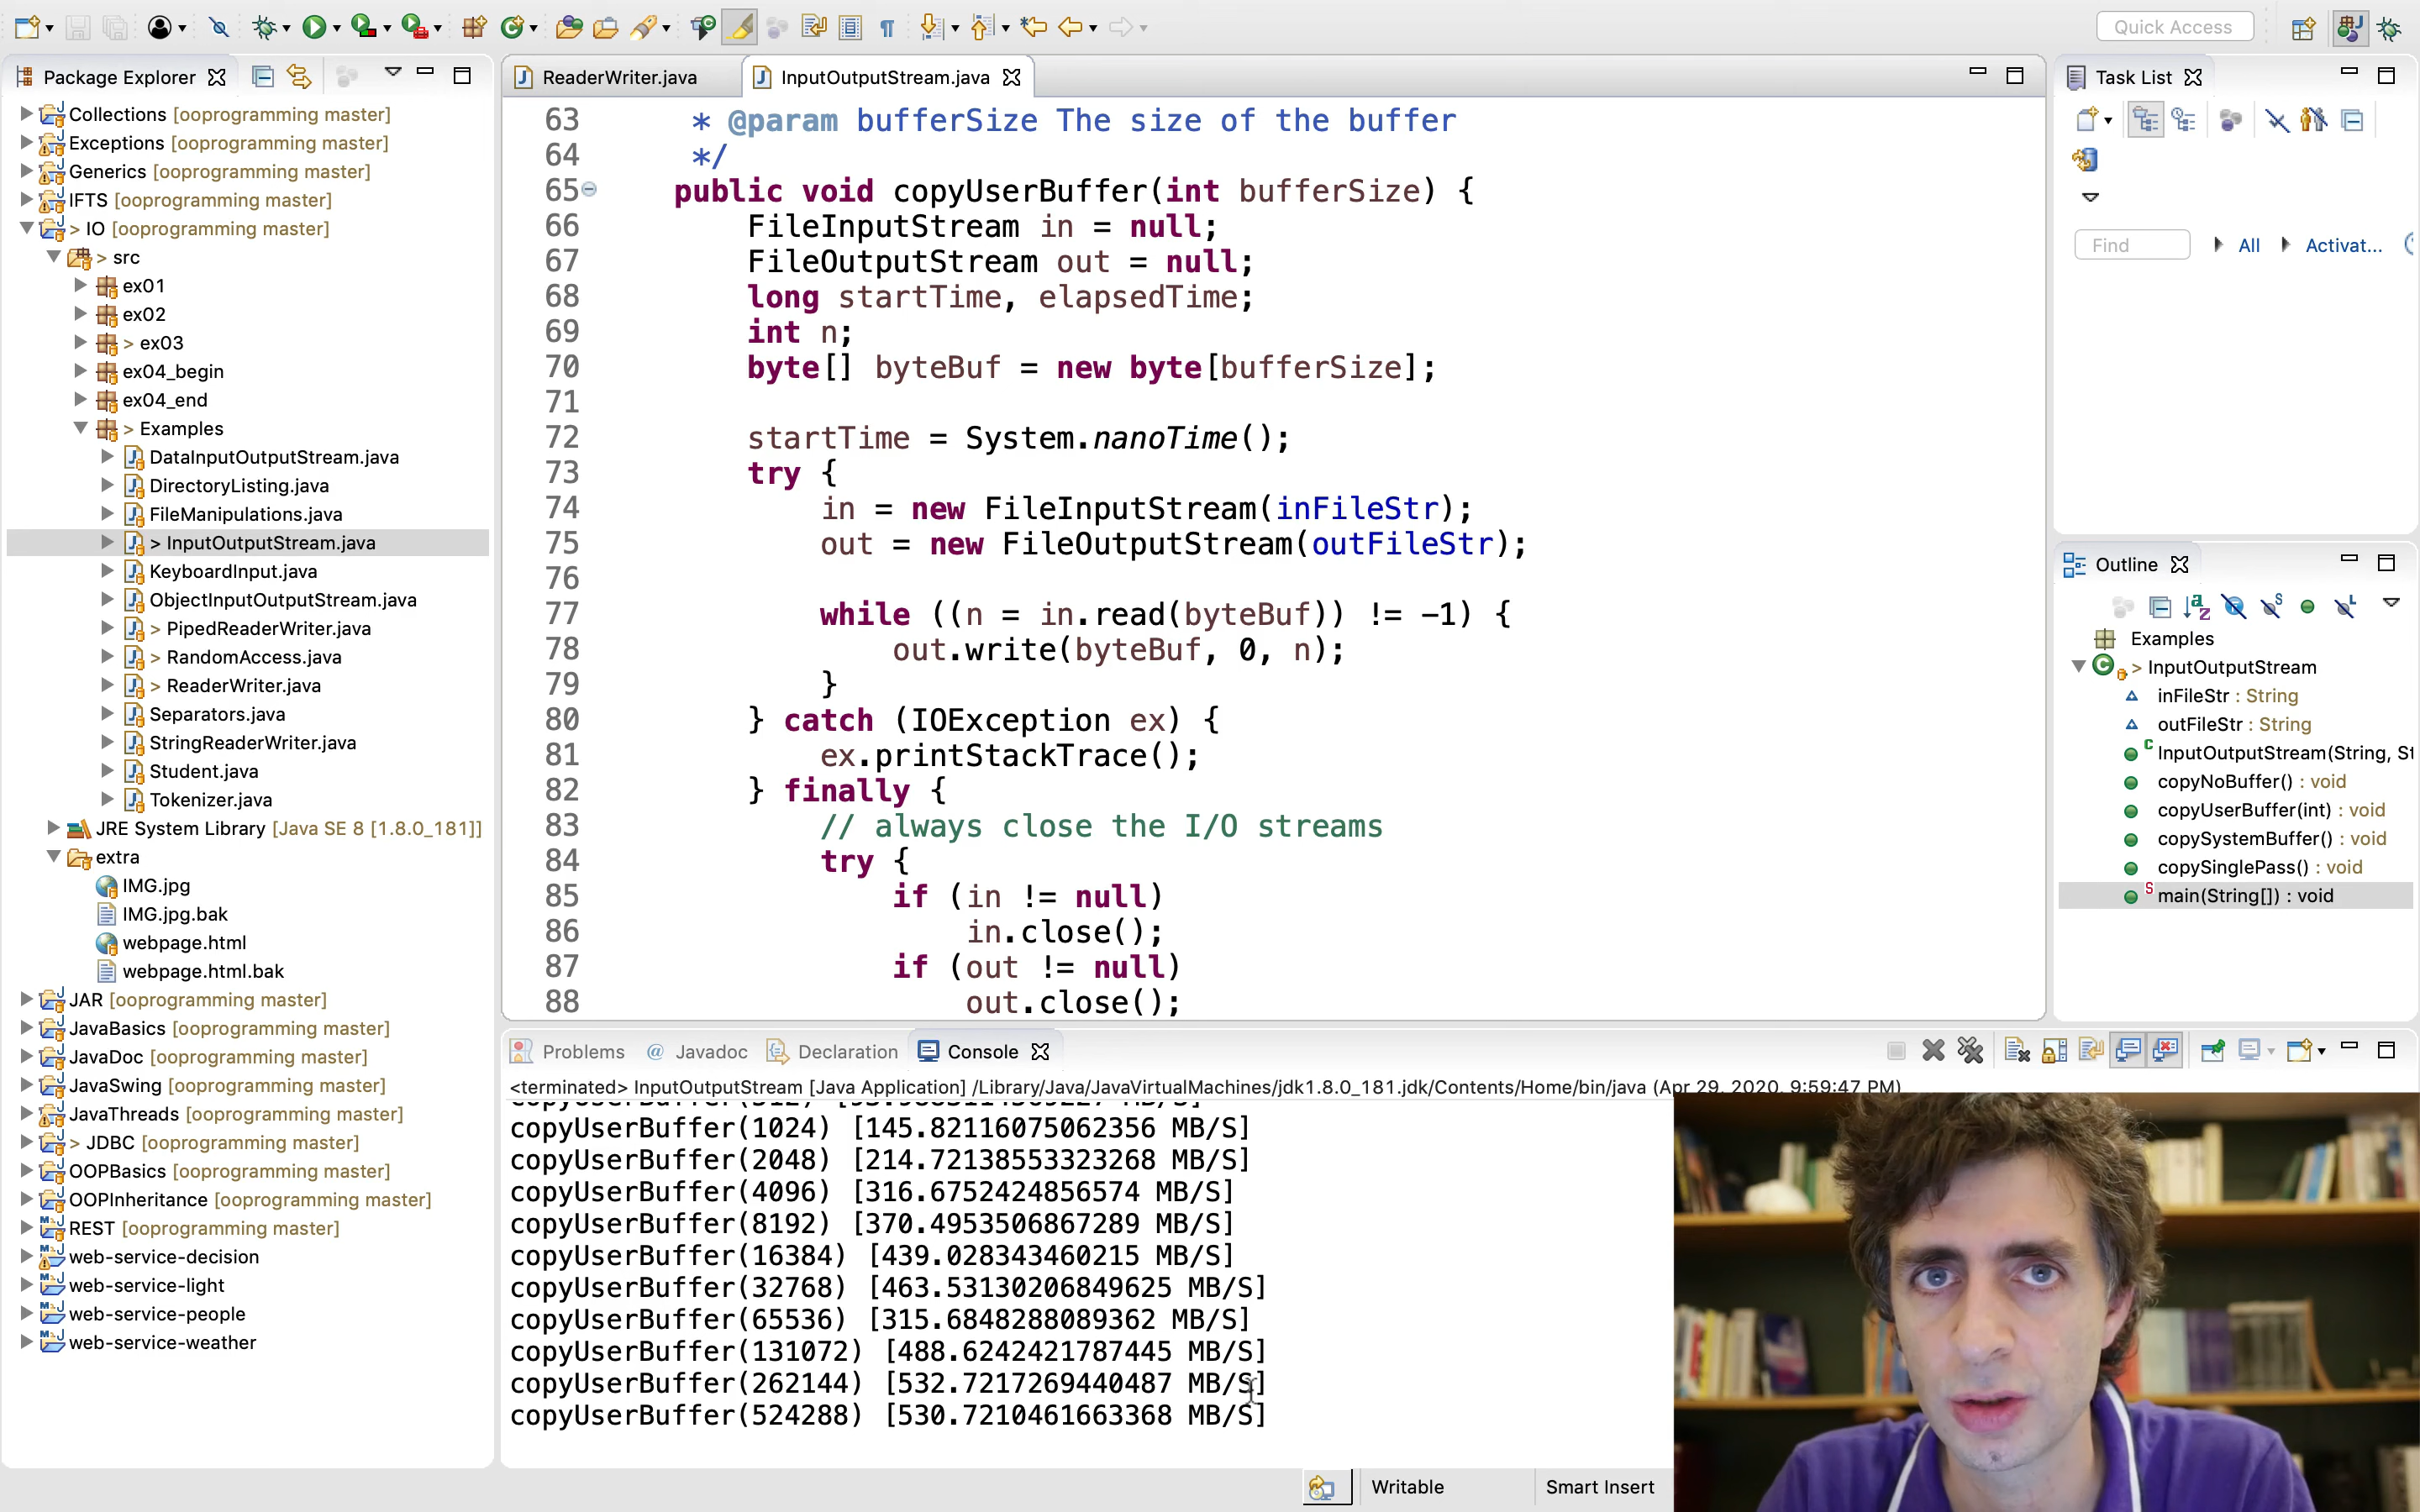 Quick Access
Package Explorer
Collections [ooprogramming master]
Exceptions [ooprogramming master]
Generics [ooprogramming master]
IFTS [ooprogramming master]
> IO [ooprogramming master]
> src
ex01
ex02
> ex03
ex04_begin
ex04_end
> Examples
DataInputOutputStream.java
DirectoryListing.java
FileManipulations.java
> InputOutputStream.java
KeyboardInput.java
ObjectInputOutputStream.java
> PipedReaderWriter.java
> RandomAccess.java
> ReaderWriter.java
Separators.java
StringReaderWriter.java
Student.java
Tokenizer.java
JRE System Library [Java SE 8 [1.8.0_181]]
extra
IMG.jpg
IMG.jpg.bak
webpage.html
webpage.html.bak
JAR [ooprogramming master]
JavaBasics [ooprogramming master]
JavaDoc [ooprogramming master]
JavaSwing [ooprogramming master]
JavaThreads [ooprogramming master]
> JDBC [ooprogramming master]
OOPBasics [ooprogramming master]
OOPInheritance [ooprogramming master]
REST [ooprogramming master]
web-service-decision
web-service-light
web-service-people
web-service-weather
ReaderWriter.java InputOutputStream.java
63 * @param bufferSize The size of the buffer
64 */
65 public void copyUserBuffer(int bufferSize) {
66 FileInputStream in = null;
67 FileOutputStream out = null;
68 long startTime, elapsedTime;
69 int n;
70 byte[] byteBuf = new byte[bufferSize];
71
72 startTime = System.nanoTime();
73 try {
74 in = new FileInputStream(inFileStr);
75 out = new FileOutputStream(outFileStr);
76
77 while ((n = in.read(byteBuf)) != -1) {
78 out.write(byteBuf, 0, n);
79 }
80 } catch (IOException ex) {
81 ex.printStackTrace();
82 } finally {
83 // always close the I/O streams
84 try {
85 if (in != null)
86 in.close();
87 if (out != null)
88 out.close();
Problems @ Javadoc Declaration Console
<terminated> InputOutputStream [Java Application] /Library/Java/JavaVirtualMachines/jdk1.8.0_181.jdk/Contents/Home/bin/java (Apr 29, 2020, 9:59:47 PM)
copyUserBuffer(1024) [145.82116075062356 MB/S]
copyUserBuffer(2048) [214.72138553323268 MB/S]
copyUserBuffer(4096) [316.6752424856574 MB/S]
copyUserBuffer(8192) [370.4953506867289 MB/S]
copyUserBuffer(16384) [439.028343460215 MB/S]
copyUserBuffer(32768) [463.53130206849625 MB/S]
copyUserBuffer(65536) [315.6848288089362 MB/S]
copyUserBuffer(131072) [488.6242421787445 MB/S]
copyUserBuffer(262144) [532.7217269440487 MB/S]
copyUserBuffer(524288) [530.7210461663368 MB/S]
Writable Smart Insert
Task List
Find All Activat...
Outline
Examples
> InputOutputStream
inFileStr : String
outFileStr : String
InputOutputStream(String, St
copyNoBuffer() : void
copyUserBuffer(int) : void
copySystemBuffer() : void
copySinglePass() : void
main(String[]) : void